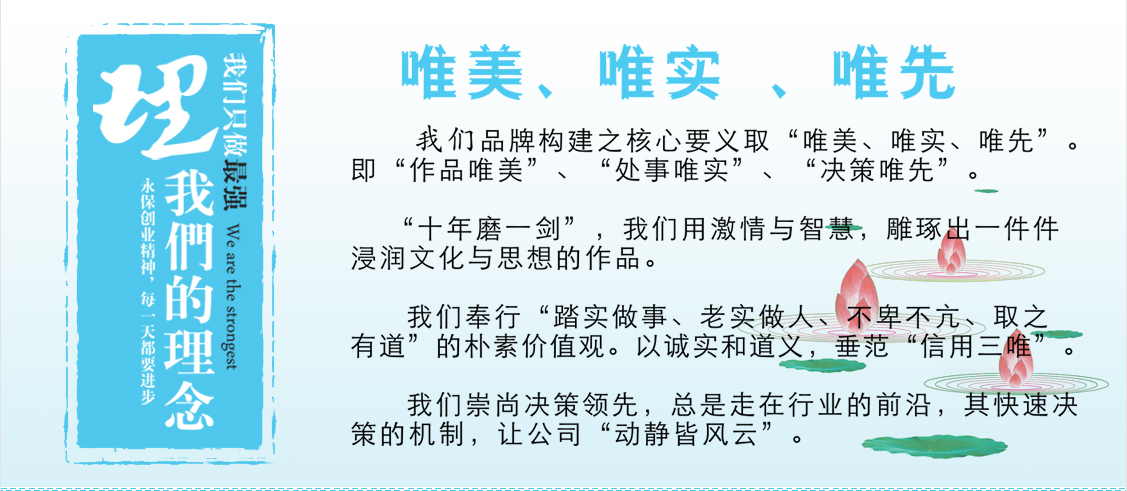 理
我们只做最强 We are the strongest
我們的理念
永保创业精神，每一天都要进步
唯美、唯实 、唯先
我们品牌构建之核心要义取“唯美、唯实、唯先”。
即“作品唯美”、“处事唯实”、“决策唯先”。
“十年磨一剑”，我们用激情与智慧，雕琢出一件件
浸润文化与思想的作品。
我们奉行“踏实做事、老实做人、不卑不亢、取之
有道”的朴素价值观。以诚实和道义，垂范“信用三唯”。
我们崇尚决策领先，总是走在行业的前沿，其快速决
策的机制，让公司“动静皆风云”。